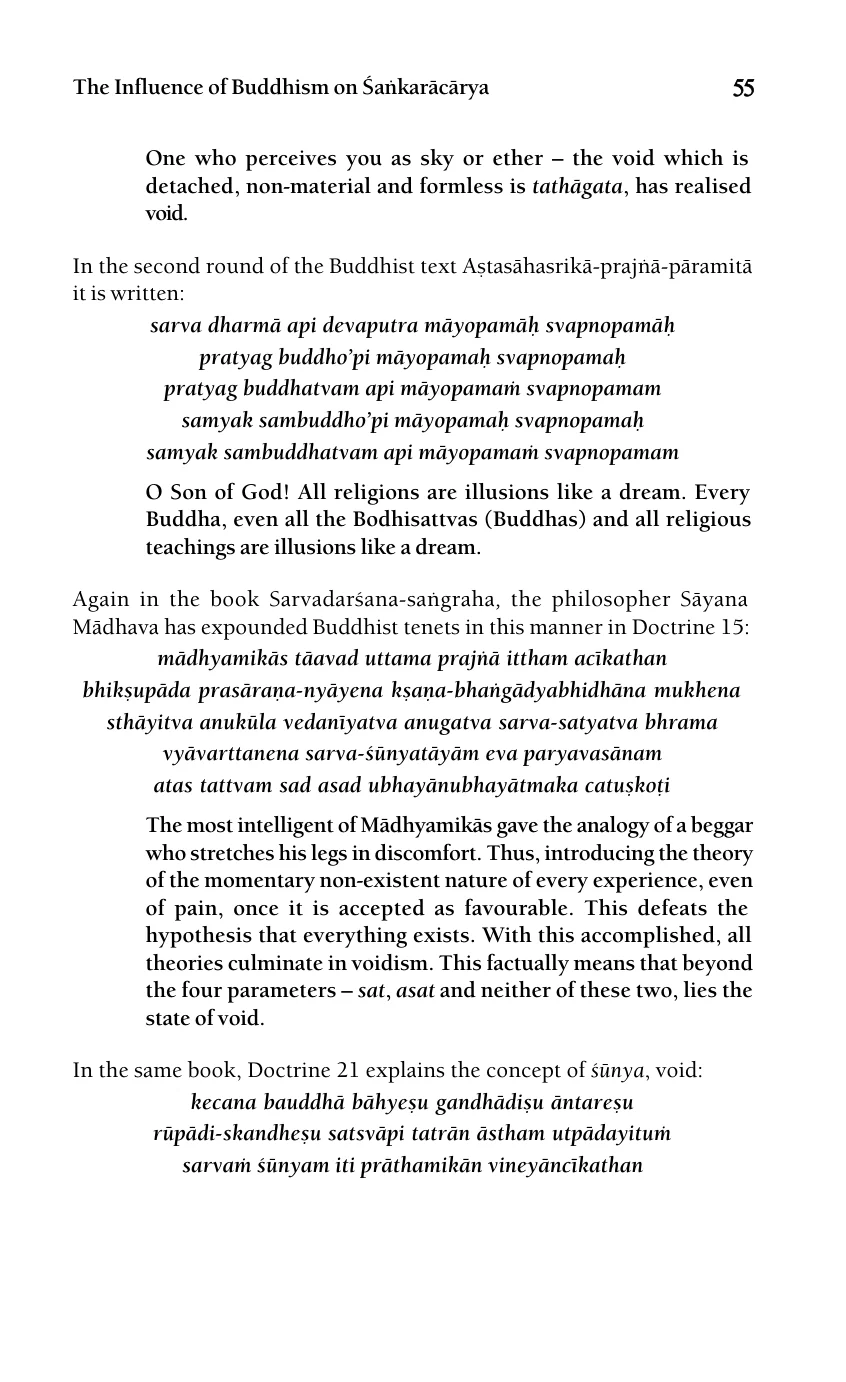 The Influence of Buddhism on Śaṅkarācārya 55
One who perceives you as sky or ether – the void which is
detached, non-material and formless is tathāgata, has realised
void.
In the second round of the Buddhist text Aṣtasāhasrikā-prajṅā-pāramitā
it is written:
sarva dharmā api devaputra māyopamāḥ svapnopamāḥ
pratyag buddho’pi māyopamaḥ svapnopamaḥ
pratyag buddhatvam api māyopamaṁ svapnopamam
samyak sambuddho’pi māyopamaḥ svapnopamaḥ
samyak sambuddhatvam api māyopamaṁ svapnopamam
O Son of God! All religions are illusions like a dream. Every
Buddha, even all the Bodhisattvas (Buddhas) and all religious
teachings are illusions like a dream.
Again in the book Sarvadarśana-saṅgraha, the philosopher Sāyana
Mādhava has expounded Buddhist tenets in this manner in Doctrine 15:
mādhyamikās tāavad uttama prajṅā ittham acīkathan
bhikṣupāda prasāraṇa-nyāyena kṣaṇa-bhaṅgādyabhidhāna mukhena
sthāyitva anukūla vedanīyatva anugatva sarva-satyatva bhrama
vyāvarttanena sarva-śūnyatāyām eva paryavasānam
atas tattvam sad asad ubhayānubhayātmaka catuṣkoṭi
The most intelligent of Mādhyamikās gave the analogy of a beggar
who stretches his legs in discomfort. Thus, introducing the theory
of the momentary non-existent nature of every experience, even
of pain, once it is accepted as favourable. This defeats the
hypothesis that everything exists. With this accomplished, all
theories culminate in voidism. This factually means that beyond
the four parameters – sat, asat and neither of these two, lies the
state of void.
In the same book, Doctrine 21 explains the concept of śūnya, void:
kecana bauddhā bāhyeṣu gandhādiṣu āntareṣu
rūpādi-skandheṣu satsvāpi tatrān āstham utpādayituṁ
sarvaṁ śūnyam iti prāthamikān vineyāncīkathan